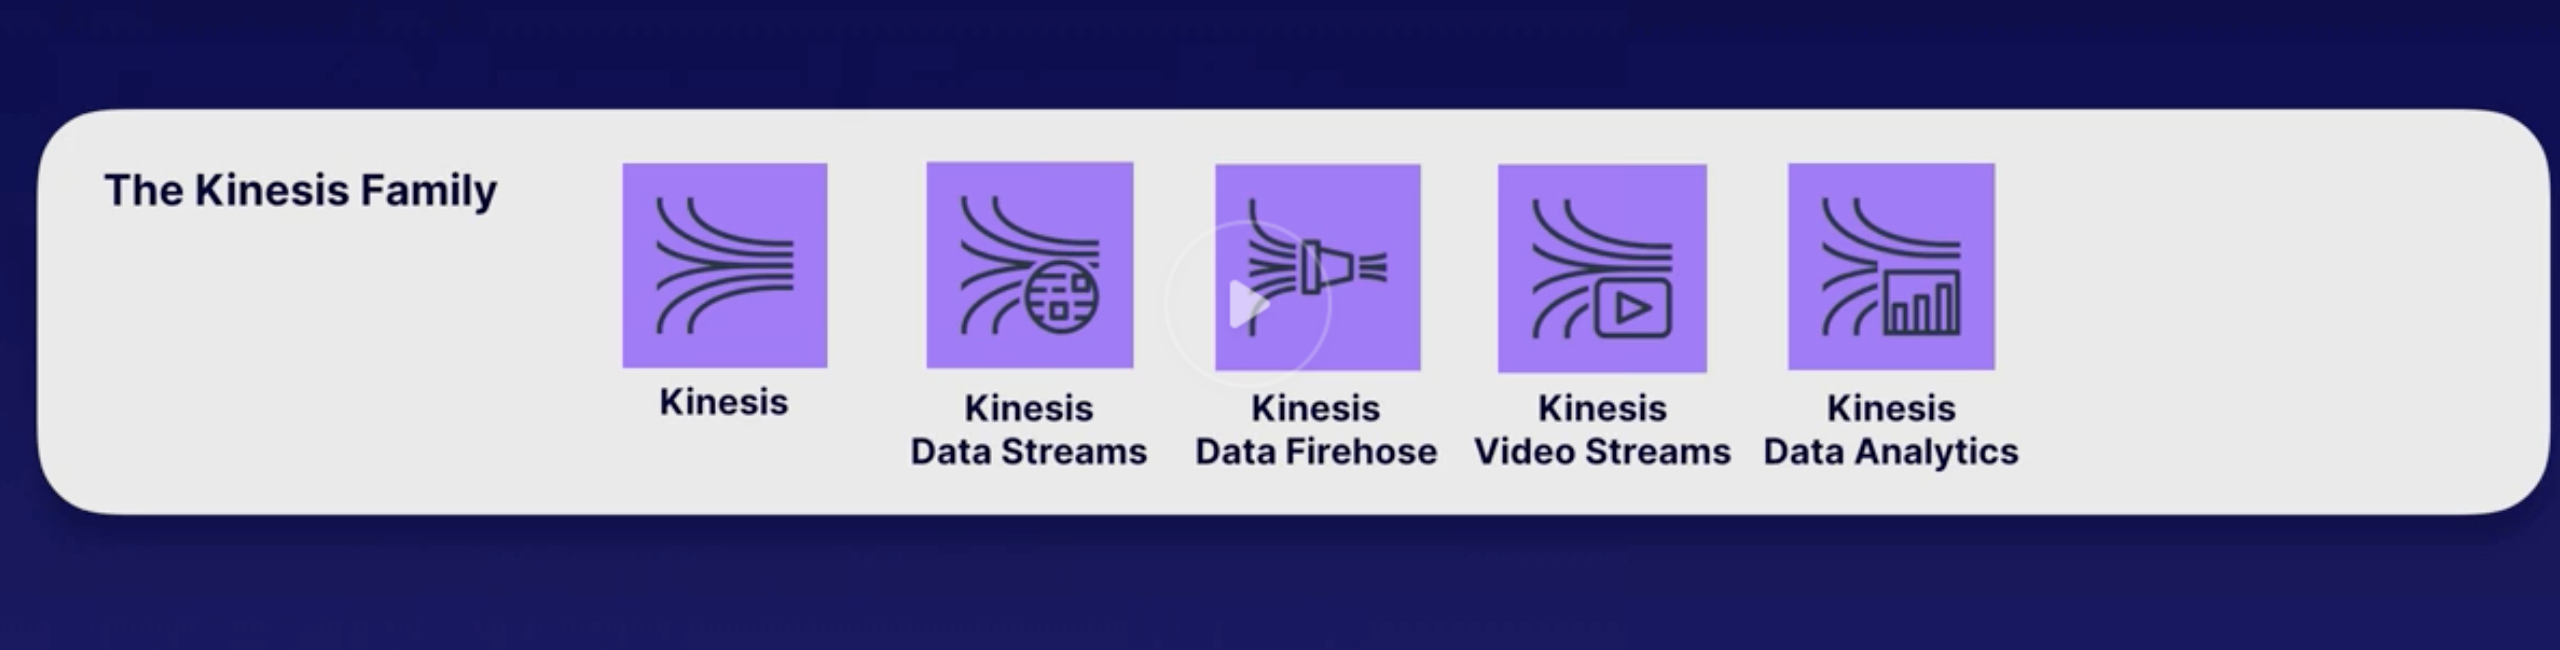 The Kinesis Family
Kinesis
Kinesis
Data Streams
Kinesis
Data Firehose
Kinesis
Video Streams
Kinesis
Data Analytics